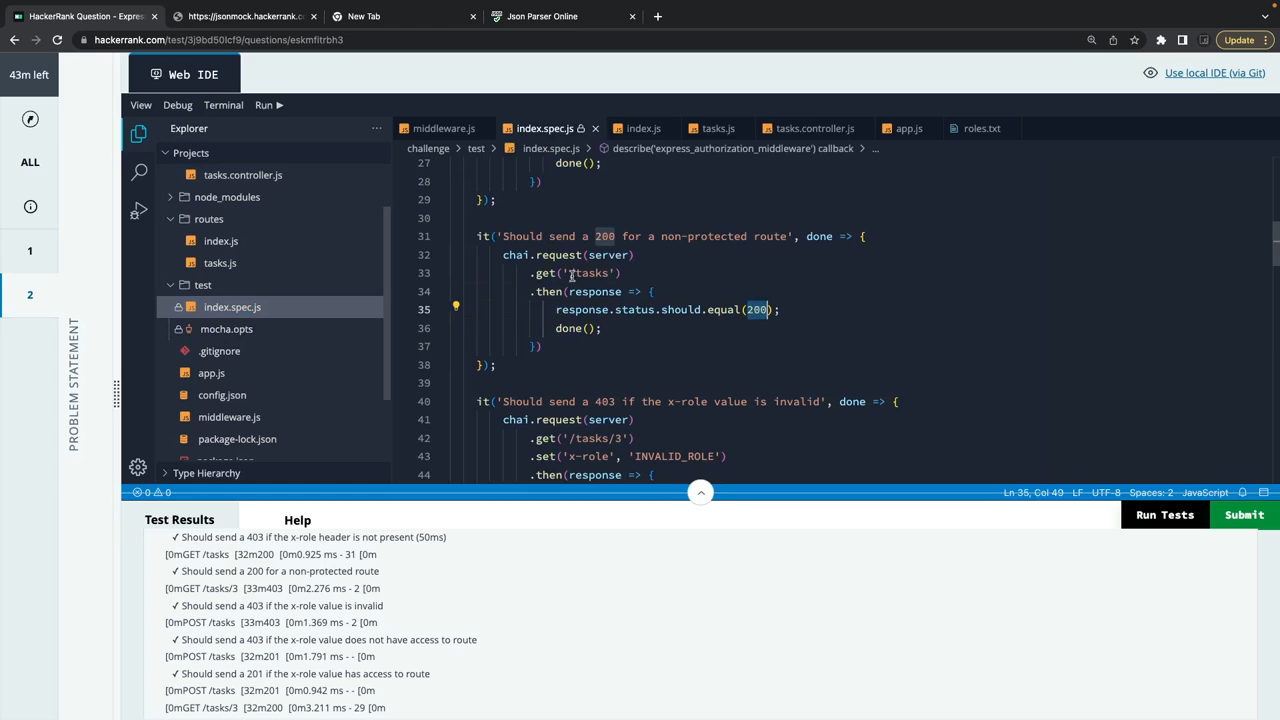 HackerRank Question - Expres
https://jsonmock.hackerrank.c
New Tab
Json Parser Online
hackerrank.com/test/3j9bd50lcf9/questions/eskmfitrbh3
Update
43m left
Web IDE
Use local IDE (via Git)
View Debug Terminal Run
Explorer
middleware.js
index.spec.js
index.js
tasks.js
tasks.controller.js
app.js
roles.txt
ALL
1
2
PROBLEM STATEMENT
Projects
tasks.controller.js
node_modules
routes
index.js
tasks.js
test
index.spec.js
mocha.opts
.gitignore
app.js
config.json
middleware.js
package-lock.json
Type Hierarchy
challenge > test > index.spec.js > describe('express_authorization_middleware') callback > ...
27 done();
28 })
29 });
30
31 it('Should send a 200 for a non-protected route', done => {
32 chai.request(server)
33 .get('/tasks')
34 .then(response => {
35 response.status.should.equal(200);
36 done();
37 })
38 });
39
40 it('Should send a 403 if the x-role value is invalid', done => {
41 chai.request(server)
42 .get('/tasks/3')
43 .set('x-role', 'INVALID_ROLE')
44 .then(response => {
0 0
Ln 35, Col 49 LF UTF-8 Spaces: 2 JavaScript
Test Results
Help
Run Tests
Submit
✓ Should send a 403 if the x-role header is not present (50ms)
[0mGET /tasks [32m200 [0m0.925 ms - 31 [0m
✓ Should send a 200 for a non-protected route
[0mGET /tasks/3 [33m403 [0m2.276 ms - 2 [0m
✓ Should send a 403 if the x-role value is invalid
[0mPOST /tasks [33m403 [0m1.369 ms - 2 [0m
✓ Should send a 403 if the x-role value does not have access to route
[0mPOST /tasks [32m201 [0m1.791 ms - - [0m
✓ Should send a 201 if the x-role value has access to route
[0mPOST /tasks [32m201 [0m0.942 ms - - [0m
[0mGET /tasks/3 [32m200 [0m3.211 ms - 29 [0m